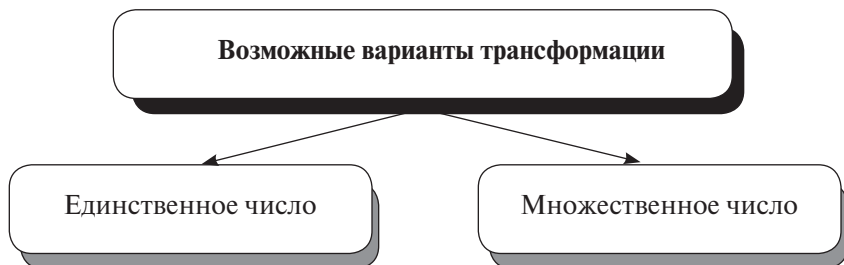 Возможные варианты трансформации
Единственное число
Множественное число